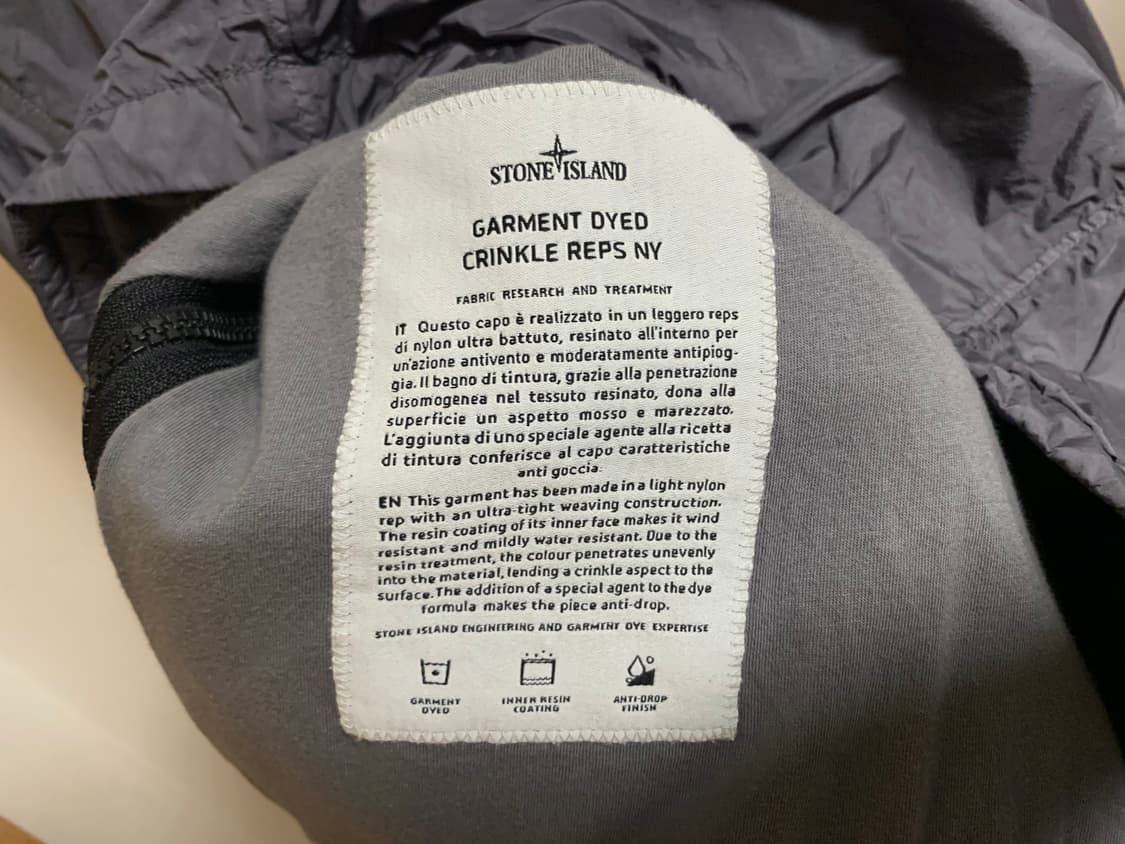 STONE ISLAND
GARMENT DYED
CRINKLE REPS NY
FABRIC RESEARCH AND TREATMENT
IT Questo capo è realizzato in un leggero reps
di nylon ultra battuto, resinato all'interno per
un'azione antivento e moderatamente antipiog-
gia. Il bagno di tintura, grazie alla penetrazione
disomogenea nel tessuto resinato, dona alla
superficie un aspetto mosso e marezzato.
L'aggiunta di uno speciale agente alla ricetta
di tintura conferisce al capo caratteristiche
anti goccia.
EN This garment has been made in a light nylon
rep with an ultra-tight weaving construction.
The resin coating of its inner face makes it wind
resistant and mildly water resistant. Due to the
resin treatment, the colour penetrates unevenly
into the material, lending a crinkle aspect to the
surface. The addition of a special agent to the dye
formula makes the piece anti-drop.
STONE ISLAND ENGINEERING AND GARMENT DYE EXPERTISE
GARMENT DYED
INNER RESIN COATING
ANTI-DROP FINISH